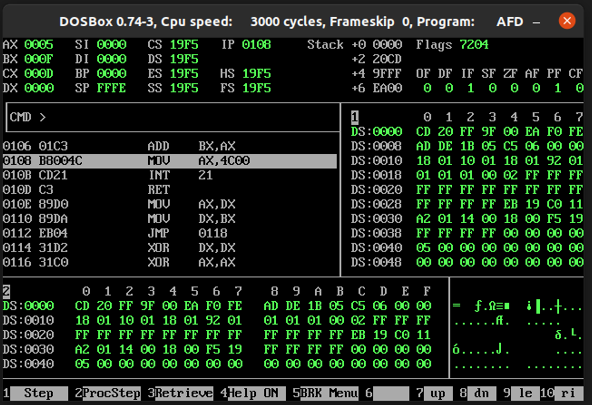 DOSBox 0.74-3, Cpu speed: 3000 cycles, Frameskip 0, Program: AFD
AX 0005 SI 0000 CS 19F5 IP 0108 Stack +0 0000 Flags 7204
BX 000F DI 0000 DS 19F5 +2 20CD
CX 000D BP 0000 ES 19F5 HS 19F5 +4 9FFF OF DF IF SF ZF AF PF CF
DX 0000 SP FFFE SS 19F5 FS 19F5 +6 EA00 0 0 1 0 0 0 1 0
CMD >
1 0 1 2 3 4 5 6 7
DS:0000 CD 20 FF 9F 00 EA F0 FE
0106 01C3 ADD BX,AX DS:0008 AD DE 1B 05 C5 06 00 00
0108 B8004C MOV AX,4C00 DS:0010 18 01 10 01 18 01 92 01
010B CD21 INT 21 DS:0018 01 01 01 00 02 FF FF FF
010D C3 RET DS:0020 FF FF FF FF FF FF FF FF
010E 89D0 MOV AX,DX DS:0028 FF FF FF FF EB 19 C0 11
0110 89DA MOV DX,BX DS:0030 A2 01 14 00 18 00 F5 19
0112 EB04 JMP 0118 DS:0038 FF FF FF FF 00 00 00 00
0114 31D2 XOR DX,DX DS:0040 05 00 00 00 00 00 00 00
0116 31C0 XOR AX,AX DS:0048 00 00 00 00 00 00 00 00
2 0 1 2 3 4 5 6 7 8 9 A B C D E F
DS:0000 CD 20 FF 9F 00 EA F0 FE AD DE 1B 05 C5 06 00 00
DS:0010 18 01 10 01 18 01 92 01 01 01 01 00 02 FF FF FF
DS:0020 FF FF FF FF FF FF FF FF FF FF FF FF EB 19 C0 11
DS:0030 A2 01 14 00 18 00 F5 19 FF FF FF FF 00 00 00 00
DS:0040 05 00 00 00 00 00 00 00 00 00 00 00 00 00 00 00
1 Step 2 ProcStep 3 Retrieve 4 Help ON 5 BRK Menu 6 7 up 8 dn 9 le 10 ri